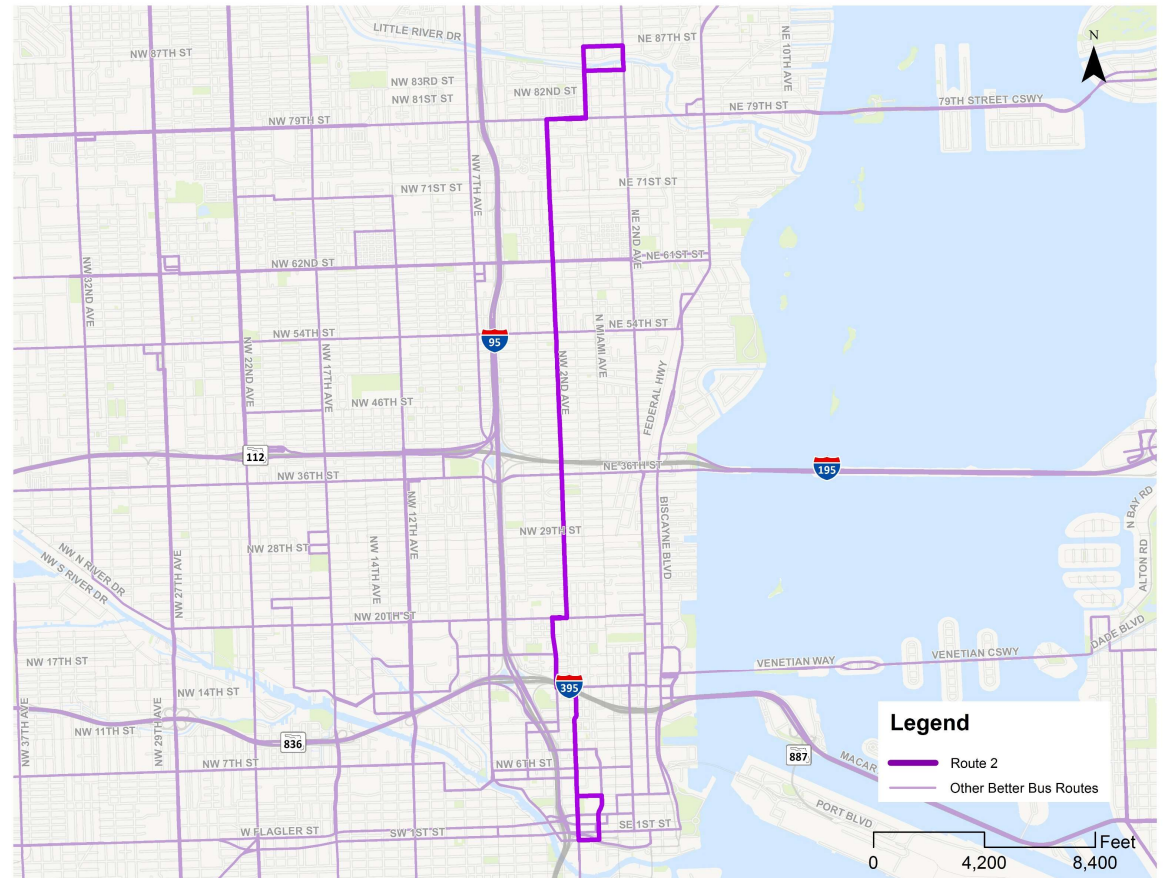 LITTLE RIVER DR
NE 87TH ST
NE 10TH AVE
N
NW 87TH ST
NW 83RD ST
NW 82ND ST
NW 81ST ST
79TH STREET CSWY
NE 79TH ST
NW 79TH ST
NW 7TH AVE
NW 71ST ST
NE 71ST ST
NE 2ND AVE
NE 61ST ST
NW 62ND ST
NW 32ND AVE
NW 54TH ST
NE 54TH ST
95
N MIAMI AVE
NW 22ND AVE
NW 17TH AVE
NW 2ND AVE
FEDERAL HWY
NW 46TH ST
112
NE 36TH ST
195
NW 36TH ST
NW 12TH AVE
BISCAYNE BLVD
N BAY RD
ALTON RD
NW 29TH ST
NW 28TH ST
NW 14TH AVE
NW N RIVER DR
NW S RIVER DR
NW 27TH AVE
NW 20TH ST
DADE BLVD
VENETIAN CSWY
VENETIAN WAY
NW 17TH ST
395
NW 14TH ST
NW 37TH AVE
NW 11TH ST
NW 29TH AVE
836
887
NW 7TH ST
NW 6TH ST
MACAR
PORT BLVD
W FLAGLER ST
SW 1ST ST
SE 1ST ST
Legend
Route 2
Other Better Bus Routes
Feet
0 4,200 8,400